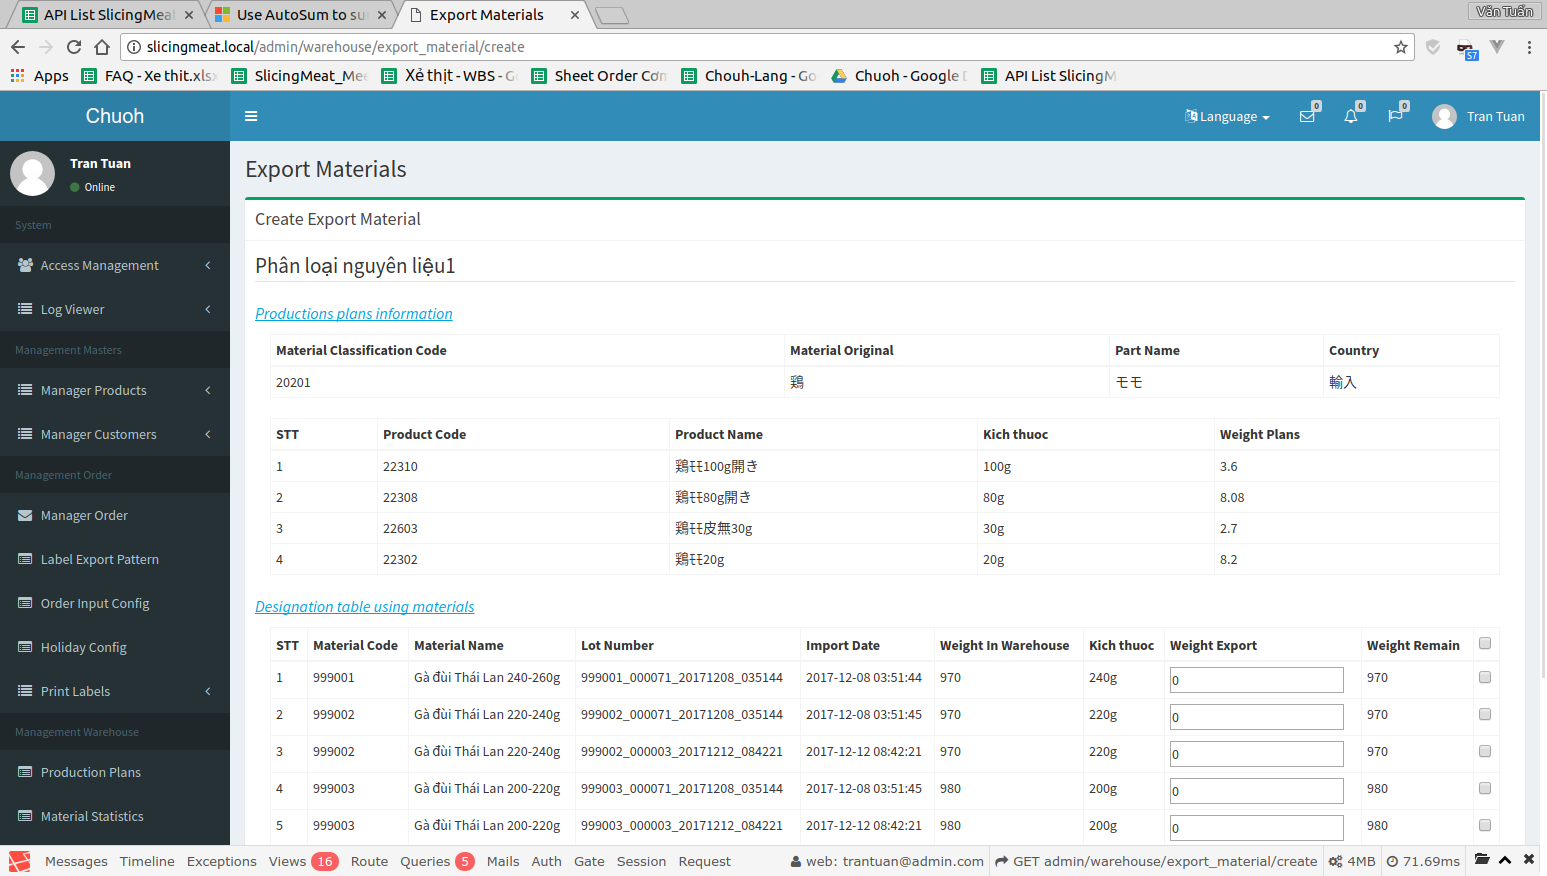 API List SlicingMeat
Use AutoSum to su
Export Materials
Văn Tuấn
slicingmeat.local/admin/warehouse/export_material/create
57
Apps FAQ - Xe thit.xls SlicingMeat_Me Xẻ thịt - WBS - G Sheet Order Cơm Chouh-Lang - Go Chuoh - Google D API List SlicingM
Chuoh
Language
0 0 0
Tran Tuan
Tran Tuan
Online
System
Access Management
Log Viewer
Management Masters
Manager Products
Manager Customers
Management Order
Manager Order
Label Export Pattern
Order Input Config
Holiday Config
Print Labels
Management Warehouse
Production Plans
Material Statistics
Export Materials
Create Export Material
Phân loại nguyên liệu1
Productions plans information
Material Classification Code Material Original Part Name Country
20201 鶏 モモ 輸入
STT Product Code Product Name Kich thuoc Weight Plans
1 22310 鶏ﾓﾓ100g開き 100g 3.6
2 22308 鶏ﾓﾓ80g開き 80g 8.08
3 22603 鶏ﾓﾓ皮無30g 30g 2.7
4 22302 鶏ﾓﾓ20g 20g 8.2
Designation table using materials
STT Material Code Material Name Lot Number Import Date Weight In Warehouse Kich thuoc Weight Export Weight Remain
1 999001 Gà đùi Thái Lan 240-260g 999001_000071_20171208_035144 2017-12-08 03:51:44 970 240g 0 970
2 999002 Gà đùi Thái Lan 220-240g 999002_000071_20171208_035144 2017-12-08 03:51:45 970 220g 0 970
3 999002 Gà đùi Thái Lan 220-240g 999002_000003_20171212_084221 2017-12-12 08:42:21 970 220g 0 970
4 999003 Gà đùi Thái Lan 200-220g 999003_000071_20171208_035144 2017-12-08 03:51:45 980 200g 0 980
5 999003 Gà đùi Thái Lan 200-220g 999003_000003_20171212_084221 2017-12-12 08:42:21 980 200g 0 980
Messages Timeline Exceptions Views 16 Route Queries 5 Mails Auth Gate Session Request web: trantuan@admin.com GET admin/warehouse/export_material/create 4MB 71.69ms